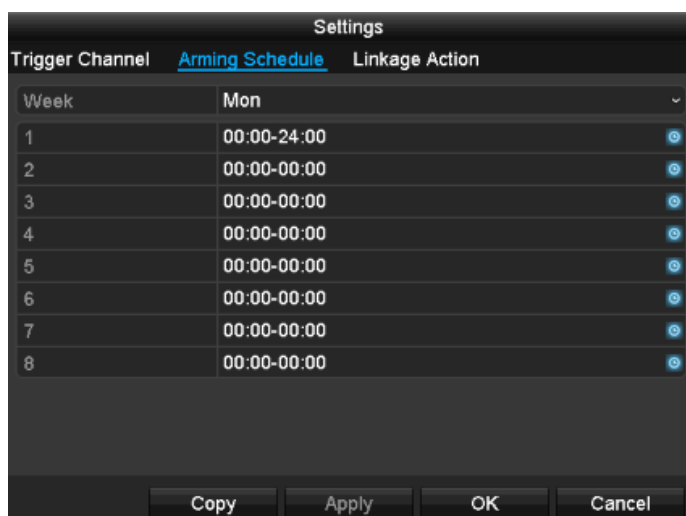 Settings
Trigger Channel Arming Schedule Linkage Action
Week Mon
1 00:00-24:00
2 00:00-00:00
3 00:00-00:00
4 00:00-00:00
5 00:00-00:00
6 00:00-00:00
7 00:00-00:00
8 00:00-00:00
Copy Apply OK Cancel